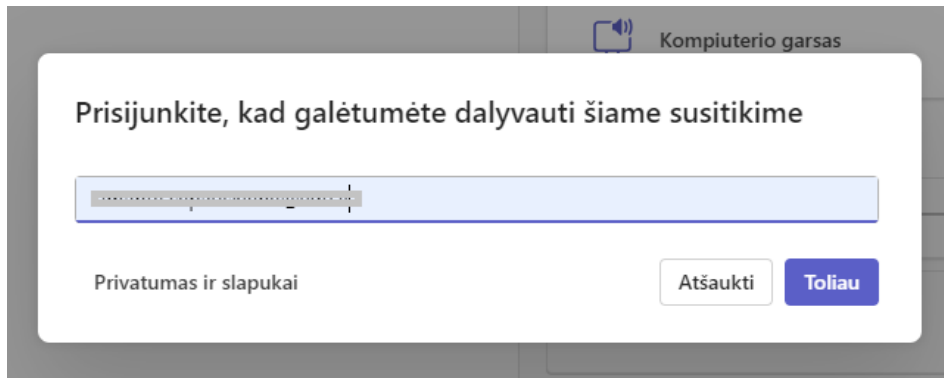 Kompiuterio garsas
Prisijunkite, kad galėtumėte dalyvauti šiame susitikime
Privatumas ir slapukai
Atšaukti
Toliau